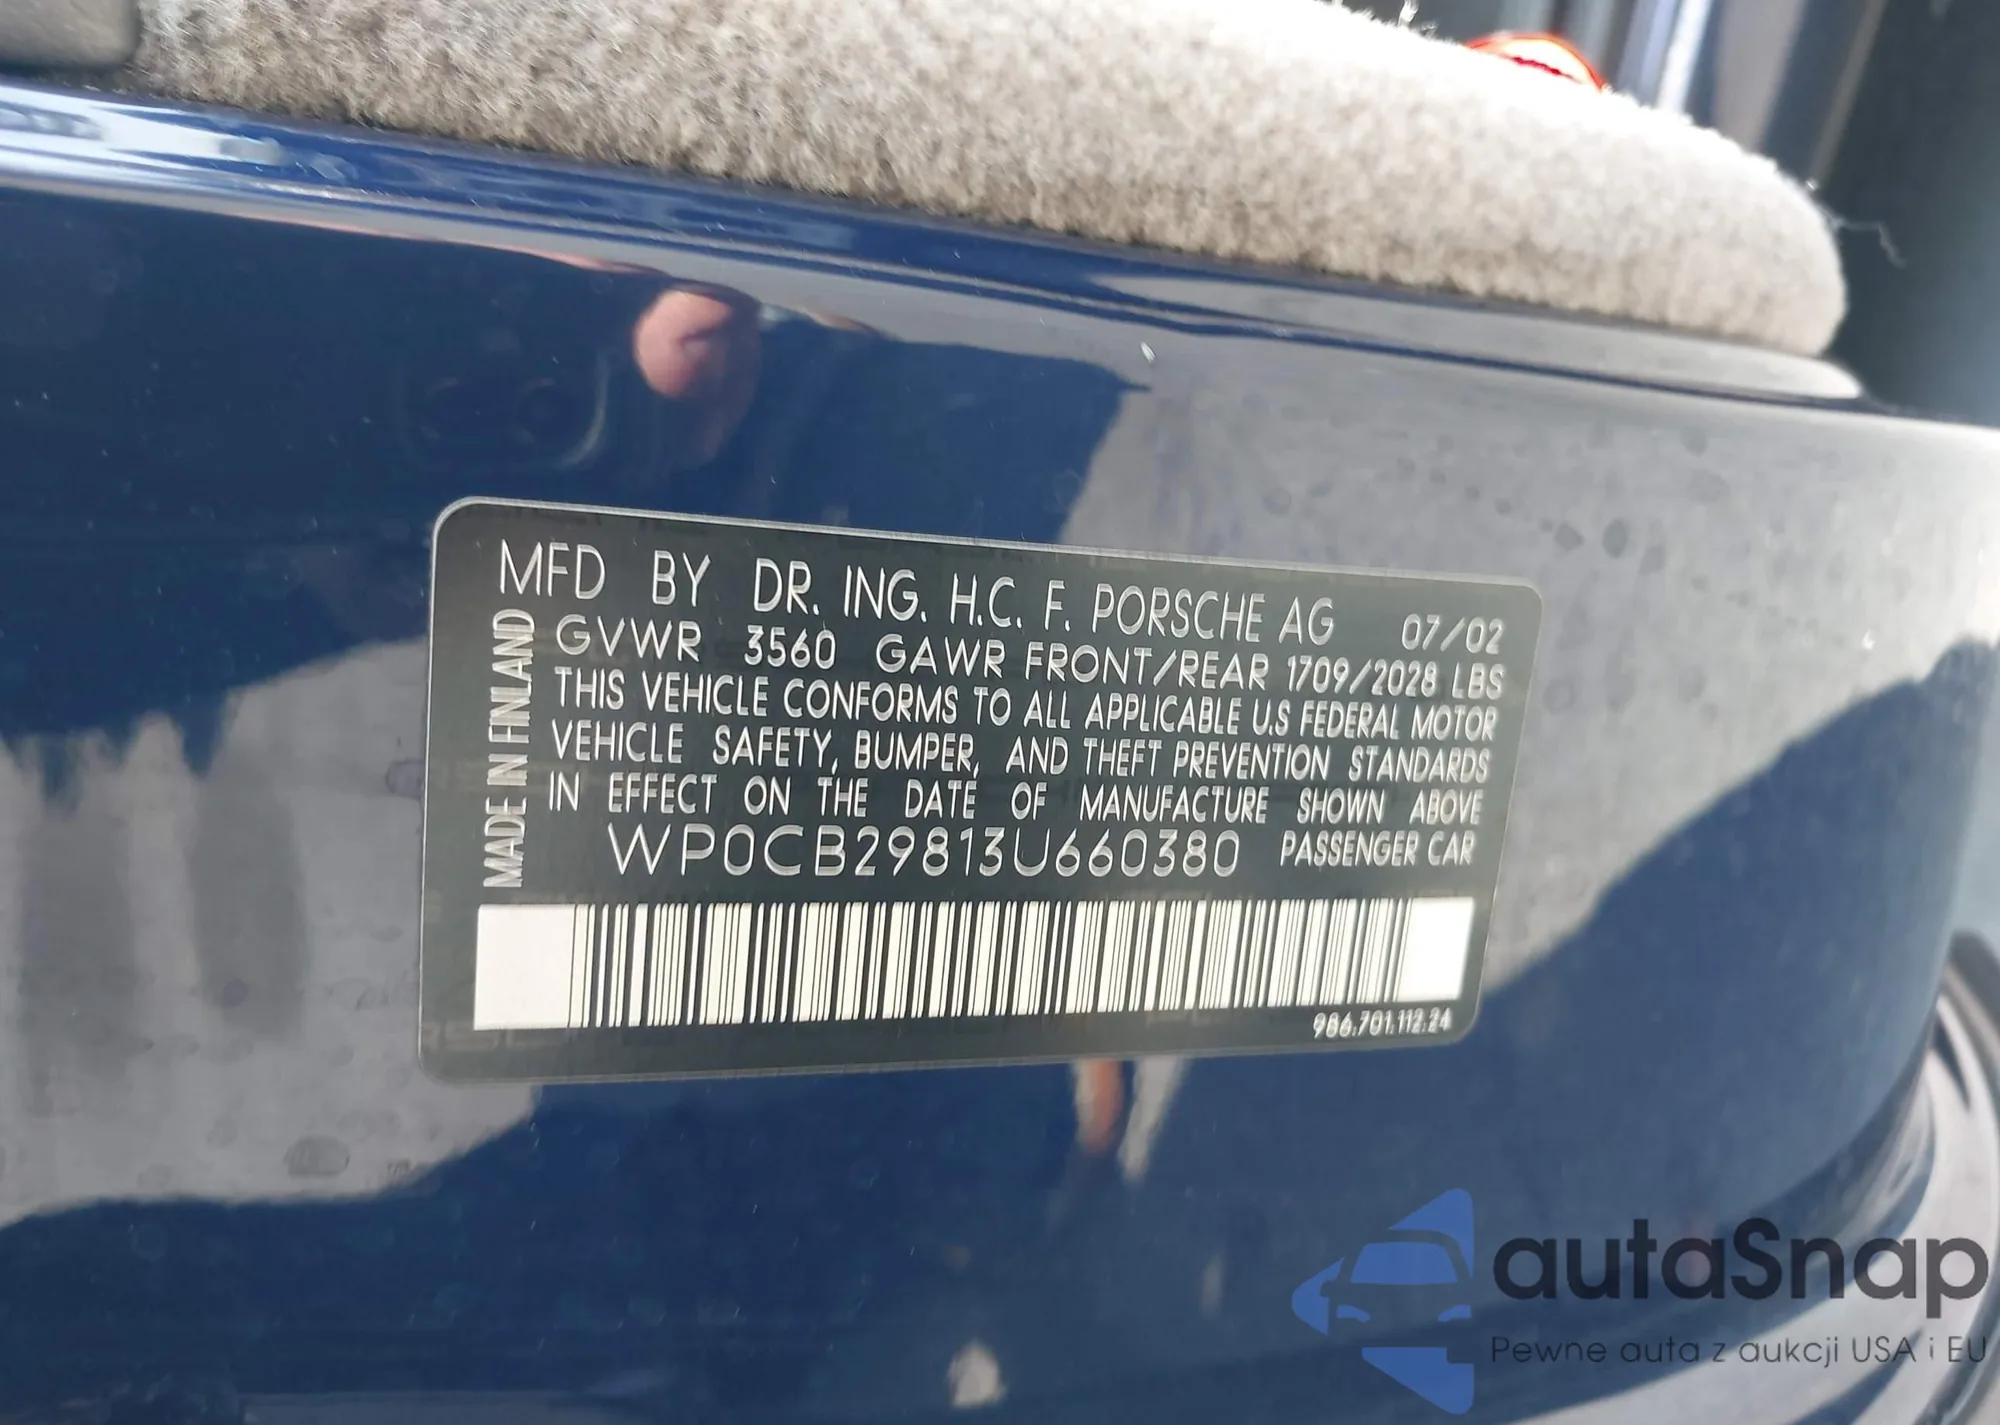 MFD BY DR. ING. H.C. F. PORSCHE AG 07/02
GVWR 3560 GAWR FRONT/REAR 1709/2028 LBS
THIS VEHICLE CONFORMS TO ALL APPLICABLE U.S FEDERAL MOTOR
VEHICLE SAFETY, BUMPER, AND THEFT PREVENTION STANDARDS
IN EFFECT ON THE DATE OF MANUFACTURE SHOWN ABOVE
WP0CB29813U660380 PASSENGER CAR
MADE IN FINLAND
986.701.112.24
autaSnap
Pewne auta z aukcji USA i EU